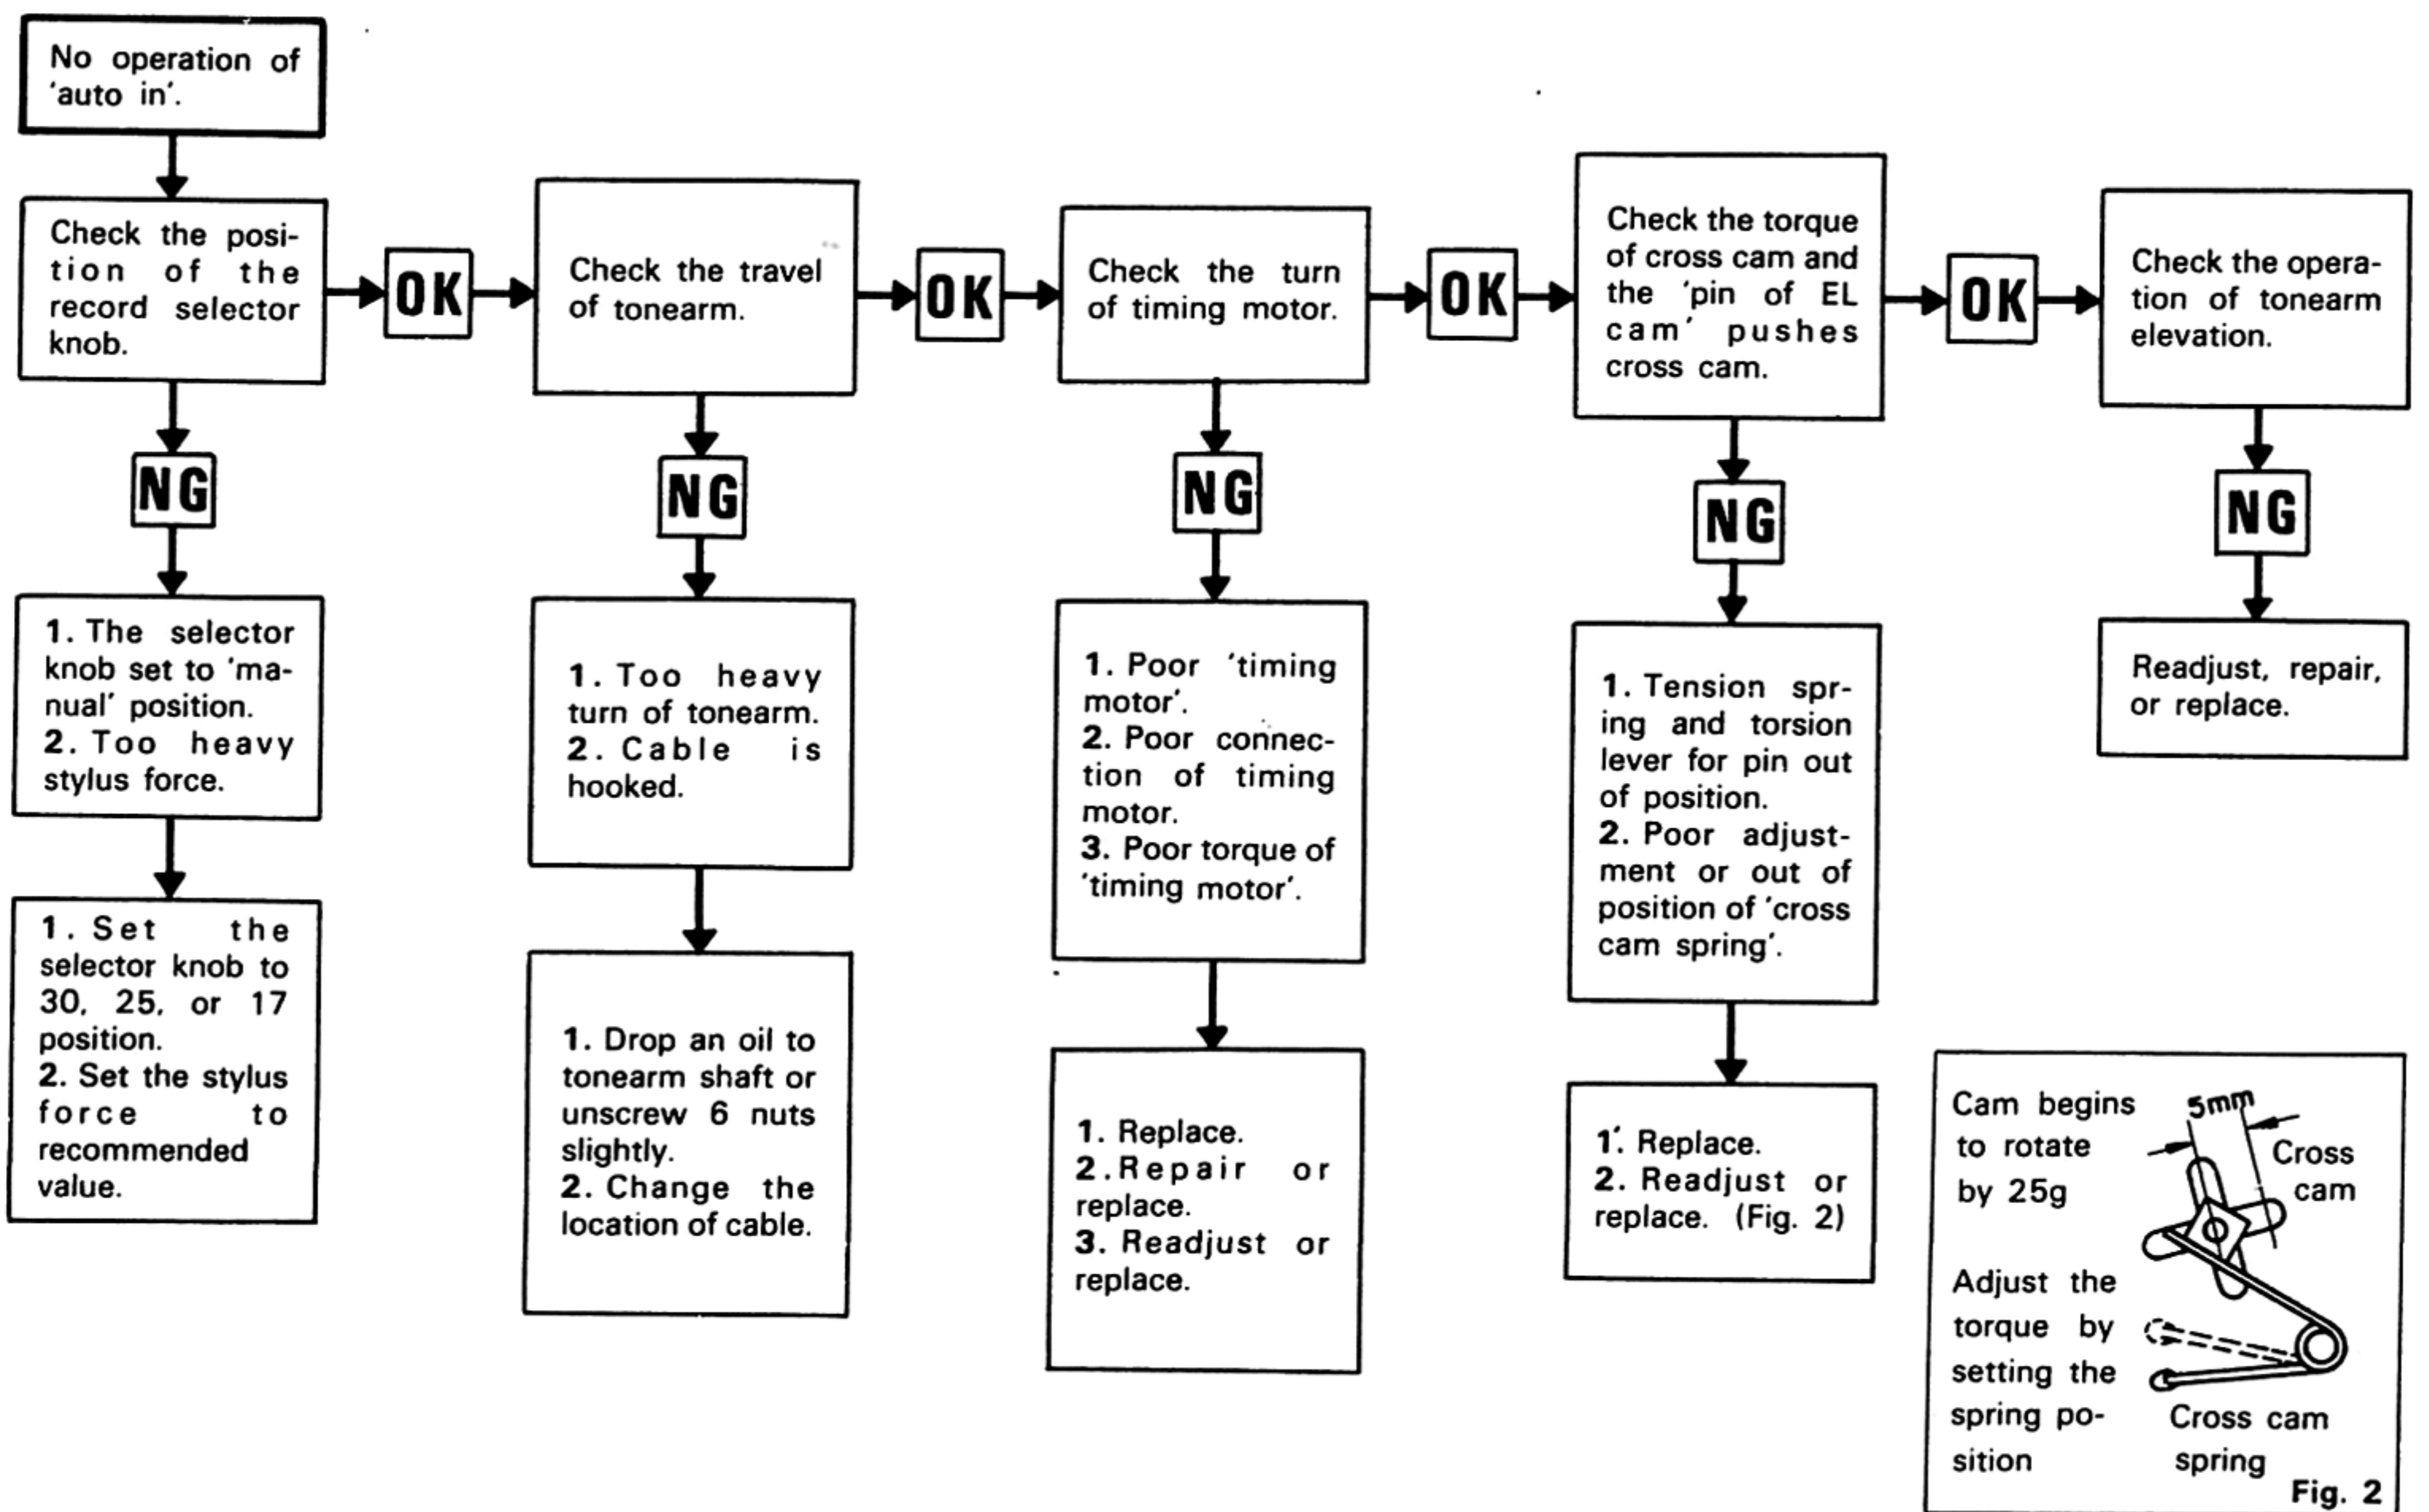 No operation of
'auto in'.
Check the posi-
tion of the
record selector
knob.
OK
Check the travel
of tonearm.
OK
Check the turn
of timing motor.
OK
Check the torque
of cross cam and
the 'pin of EL
cam' pushes
cross cam.
OK
Check the opera-
tion of tonearm
elevation.
NG
NG
NG
NG
NG
1. The selector
knob set to 'ma-
nual' position.
2. Too heavy
stylus force.
1. Set the
selector knob to
30, 25, or 17
position.
2. Set the stylus
force to
recommended
value.
1. Too heavy
turn of tonearm.
2. Cable is
hooked.
1. Drop an oil to
tonearm shaft or
unscrew 6 nuts
slightly.
2. Change the
location of cable.
1. Poor 'timing
motor'.
2. Poor connec-
tion of timing
motor.
3. Poor torque of
'timing motor'.
1. Replace.
2. Repair or
replace.
3. Readjust or
replace.
1. Tension spr-
ing and torsion
lever for pin out
of position.
2. Poor adjust-
ment or out of
position of 'cross
cam spring'.
1. Replace.
2. Readjust or
replace. (Fig. 2)
Readjust, repair,
or replace.
Cam begins
to rotate
by 25g
5mm
Cross
cam
Adjust the
torque by
setting the
spring po-
sition
Cross cam
spring
Fig. 2